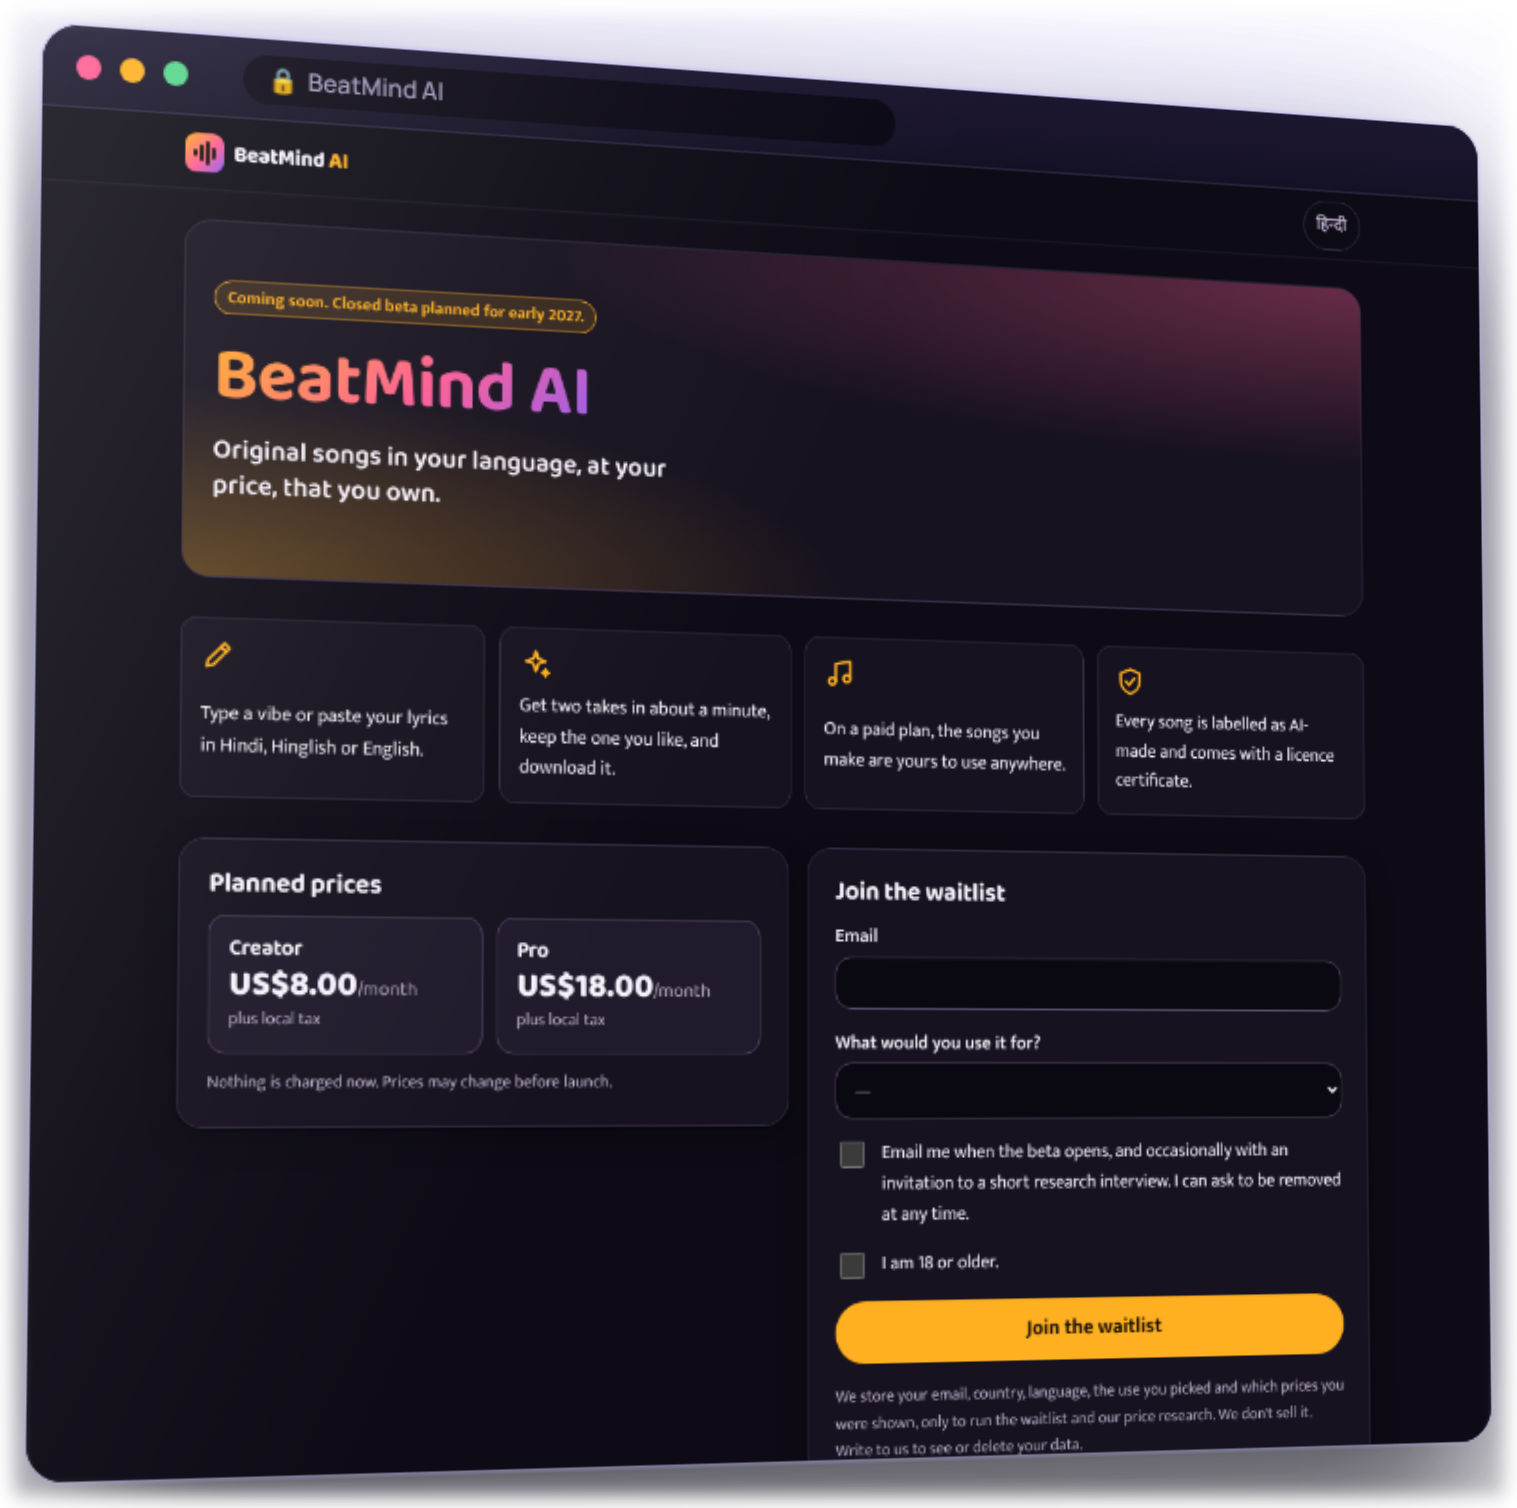 BeatMind AI
BeatMind AI
हिन्दी
Coming soon. Closed beta planned for early 2027.
BeatMind AI
Original songs in your language, at your
price, that you own.
Type a vibe or paste your lyrics
in Hindi, Hinglish or English.
Get two takes in about a minute,
keep the one you like, and
download it.
On a paid plan, the songs you
make are yours to use anywhere.
Every song is labelled as AI-
made and comes with a licence
certificate.
Planned prices
Creator
US$8.00/month
plus local tax
Pro
US$18.00/month
plus local tax
Nothing is charged now. Prices may change before launch.
Join the waitlist
Email
What would you use it for?
—
Email me when the beta opens, and occasionally with an
invitation to a short research interview. I can ask to be removed
at any time.
I am 18 or older.
Join the waitlist
We store your email, country, language, the use you picked and which prices you
were shown, only to run the waitlist and our price research. We don't sell it.
Write to us to see or delete your data.